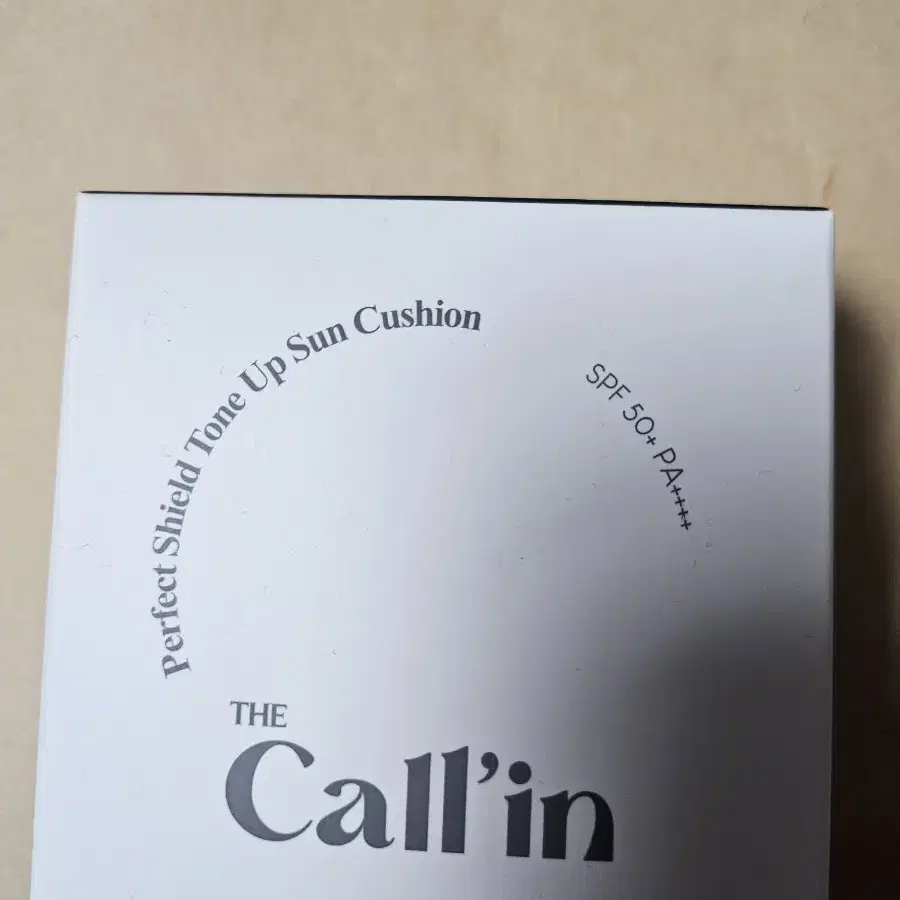 Perfect Shield Tone Up Sun Cushion
SPF 50+ PA++++
THE
Call'in